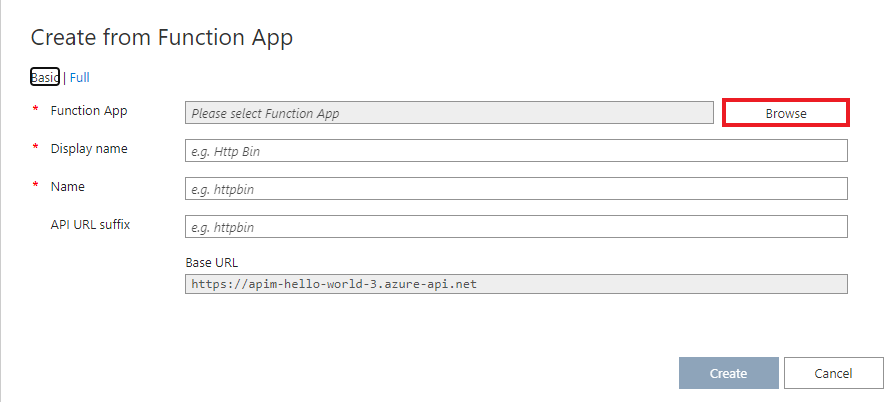 Create from Function App
Basic | Full
* Function App Please select Function App Browse
* Display name e.g. Http Bin
* Name e.g. httpbin
API URL suffix e.g. httpbin
Base URL
https://apim-hello-world-3.azure-api.net
Create Cancel